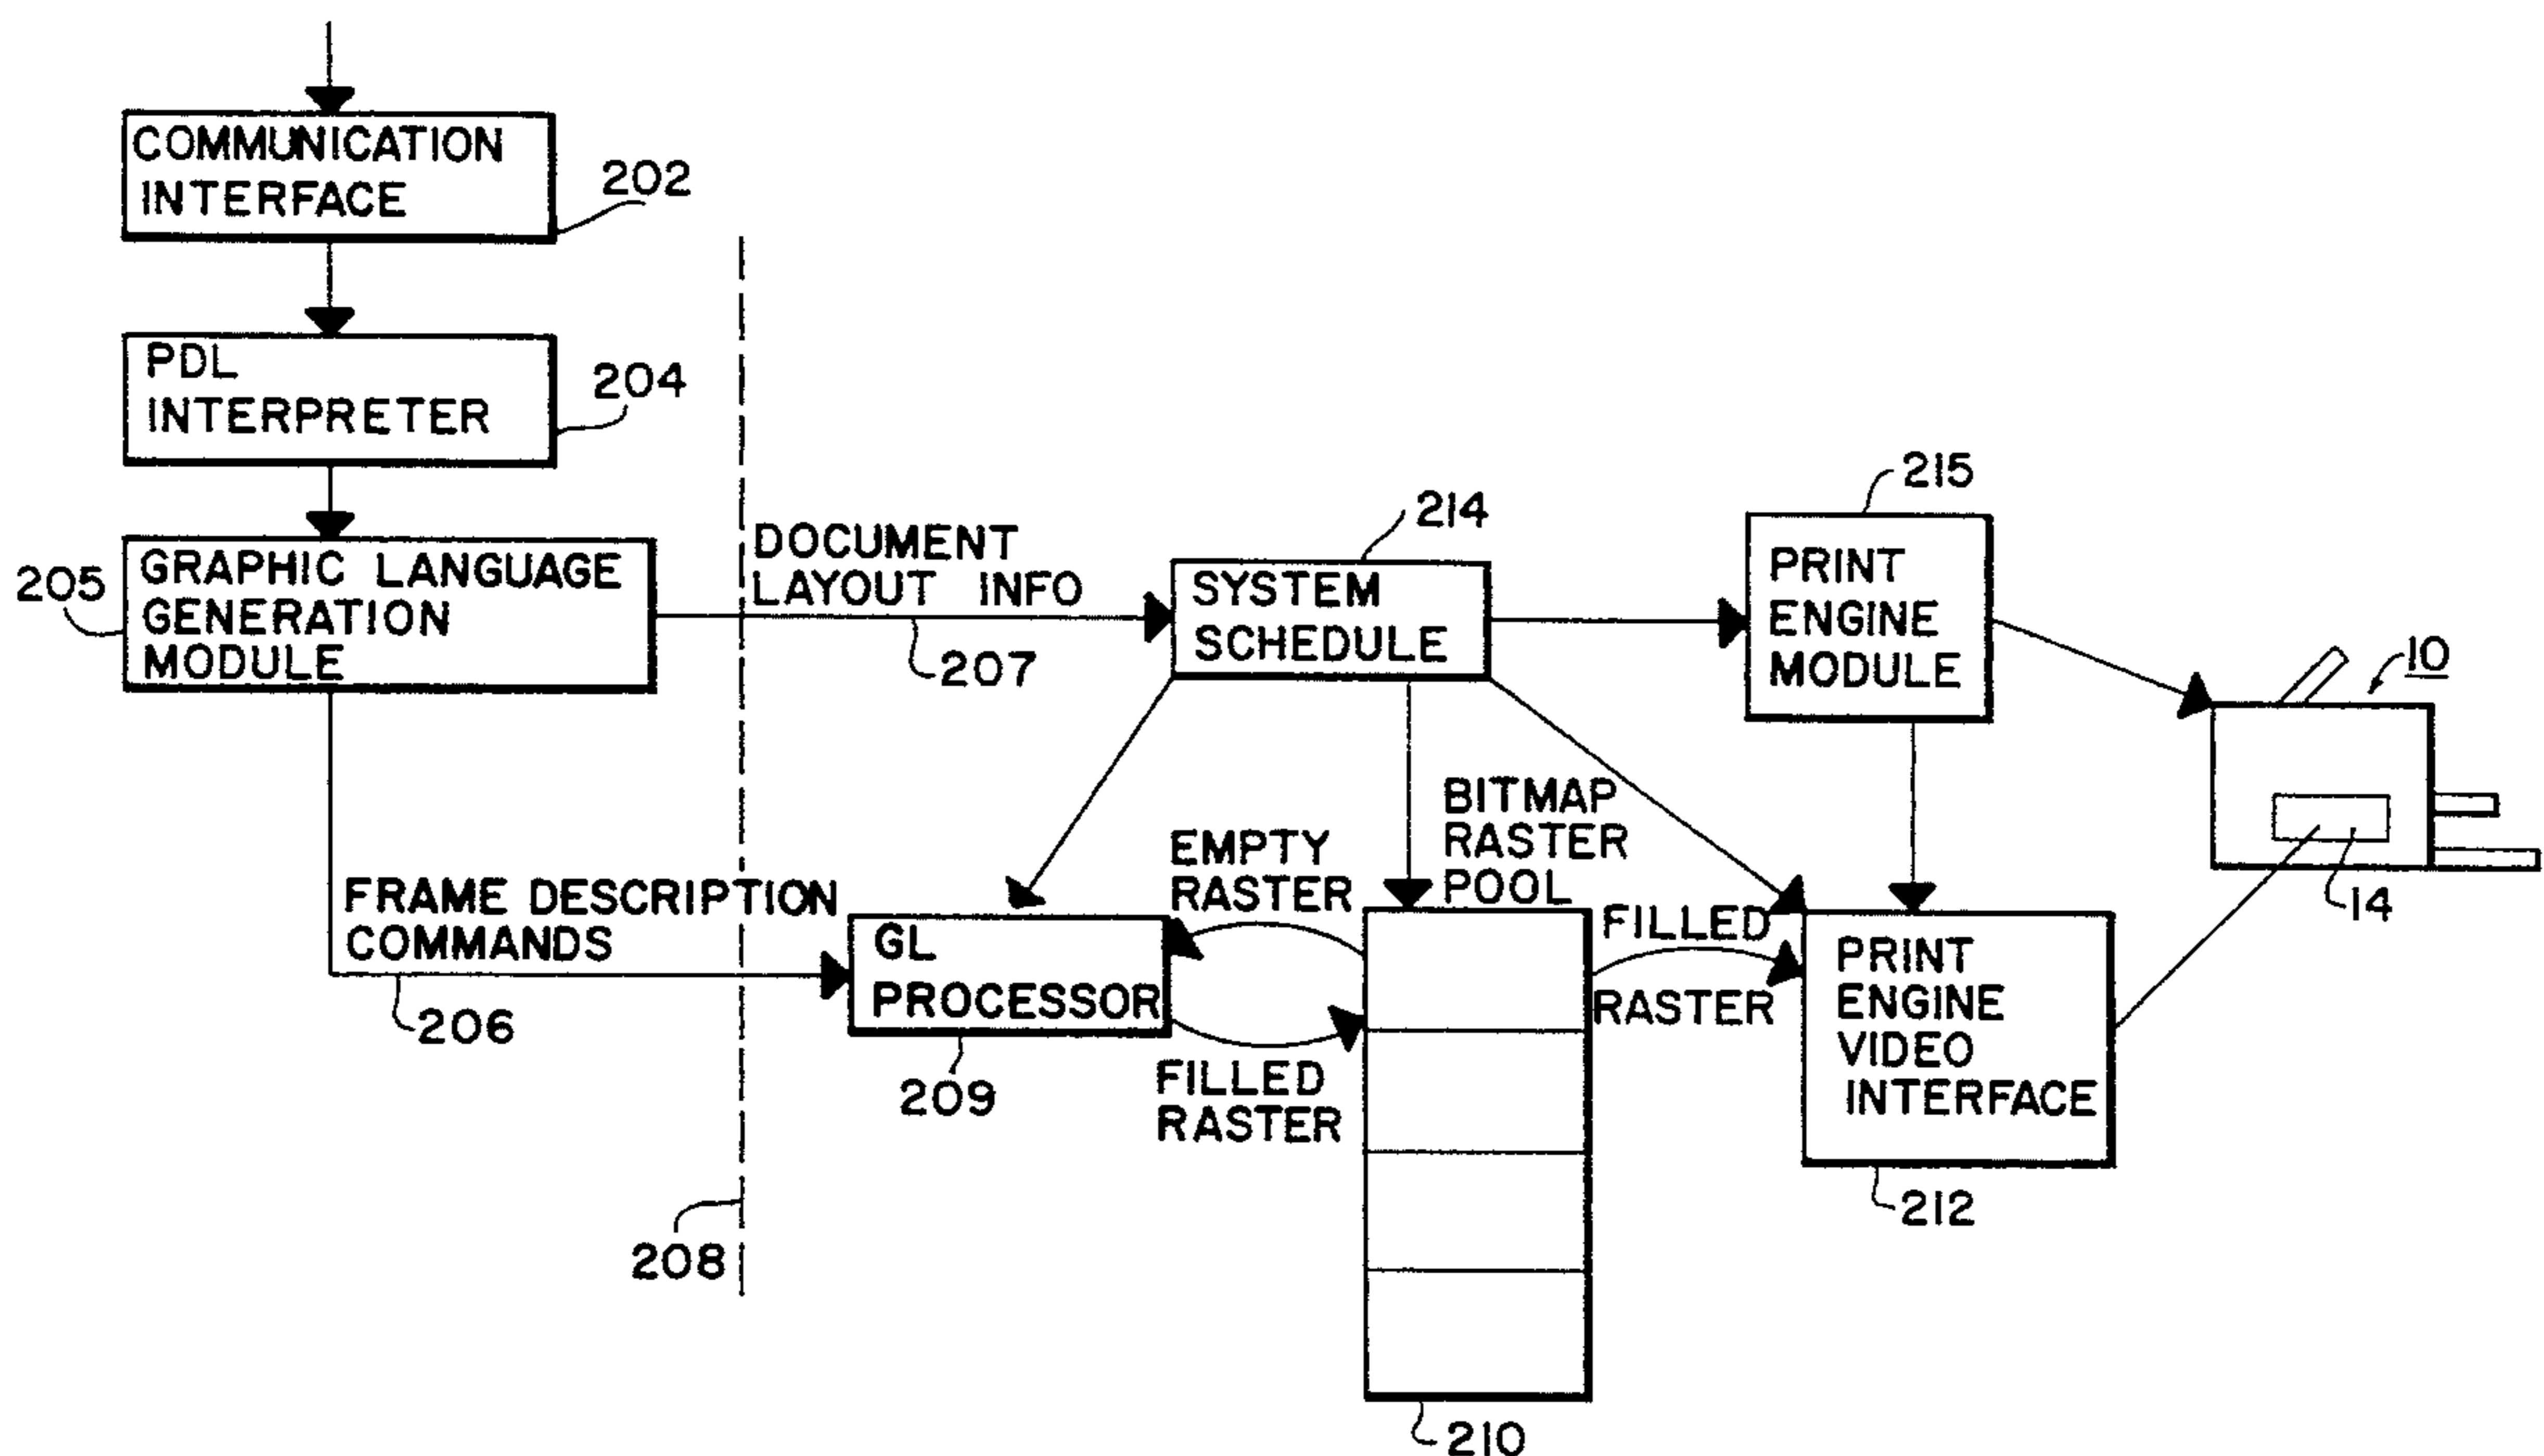 COMMUNICATION
INTERFACE
202
PDL
INTERPRETER
204
205
GRAPHIC LANGUAGE
GENERATION
MODULE
DOCUMENT
LAYOUT INFO
207
214
SYSTEM
SCHEDULE
215
PRINT
ENGINE
MODULE
10
14
FRAME DESCRIPTION
COMMANDS
206
208
GL
PROCESSOR
209
EMPTY
RASTER
FILLED
RASTER
BITMAP
RASTER
POOL
210
FILLED
RASTER
PRINT
ENGINE
VIDEO
INTERFACE
212